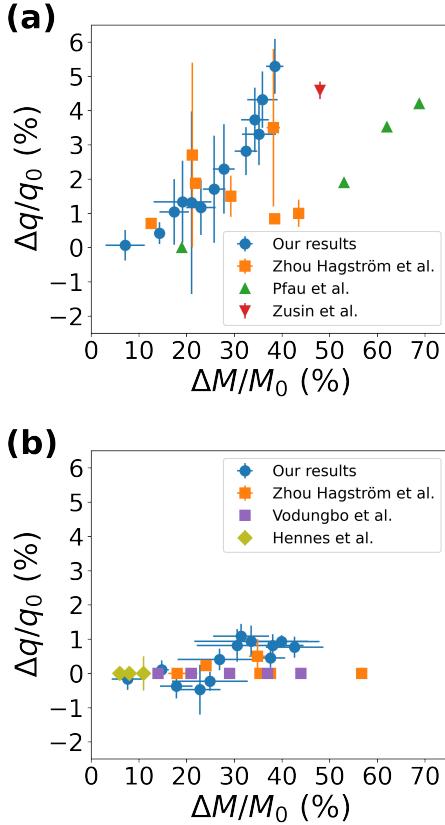 (a)
6
5
4
3
2
1
0
−1
−2
Δq/q0 (%)
Our results
Zhou Hagström et al.
Pfau et al.
Zusin et al.
0 10 20 30 40 50 60 70
ΔM/M0 (%)
(b)
6
5
4
3
2
1
0
−1
−2
Δq/q0 (%)
Our results
Zhou Hagström et al.
Vodungbo et al.
Hennes et al.
0 10 20 30 40 50 60 70
ΔM/M0 (%)